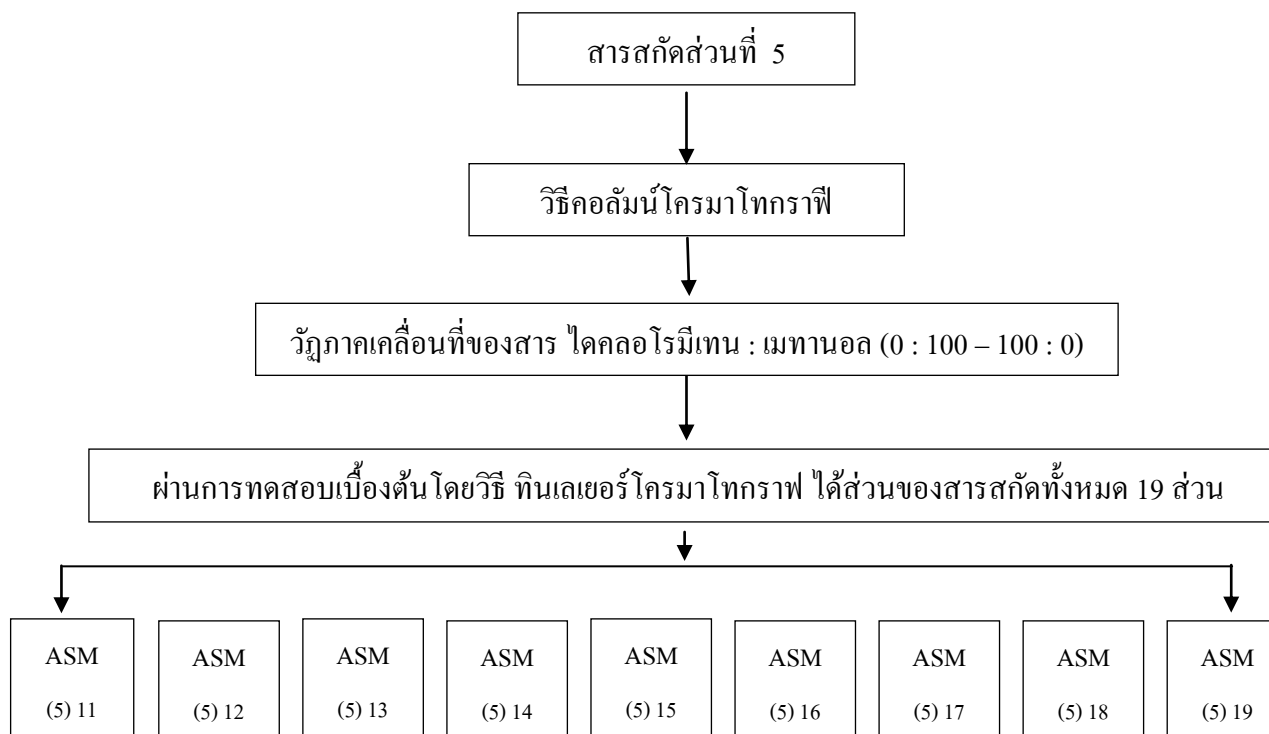 สารสกัดส่วนที่ 5
วิธีคอลัมน์โครมาโทกราฟี
วัฏภาคเคลื่อนที่ของสาร ไดคลอโรมีเทน : เมทานอล (0 : 100 – 100 : 0)
ผ่านการทดสอบเบื้องต้นโดยวิธี ทินเลเยอร์โครมาโทกราฟ ได้ส่วนของสารสกัดทั้งหมด 19 ส่วน
ASM
(5) 11
ASM
(5) 12
ASM
(5) 13
ASM
(5) 14
ASM
(5) 15
ASM
(5) 16
ASM
(5) 17
ASM
(5) 18
ASM
(5) 19